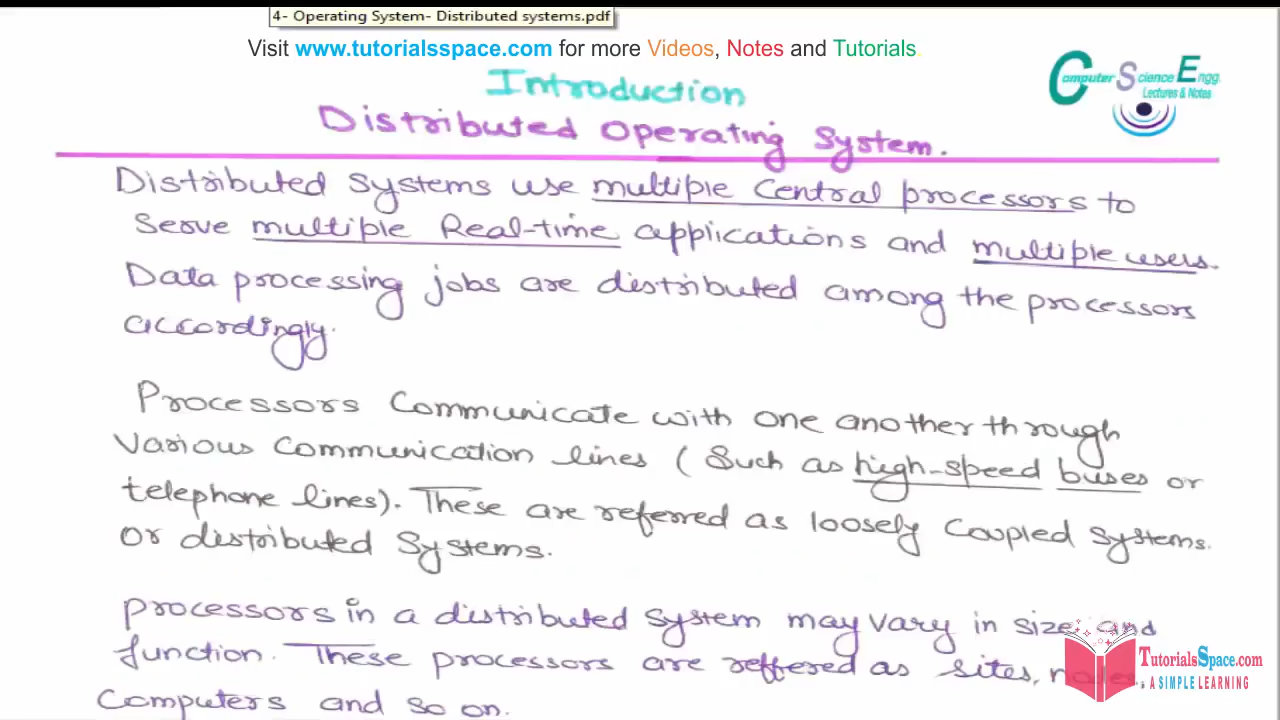 4- Operating System- Distributed systems.pdf
Visit www.tutorialsspace.com for more Videos, Notes and Tutorials
Introduction
Computer Science Engg
Lectures & Notes
Distributed Operating System.
Distributed Systems use multiple Central processors to
Serve multiple Real-time applications and multiple users.
Data processing jobs are distributed among the processors
accordingly.
Processors Communicate with one another through
Various Communication lines (Such as high-speed buses or
telephone lines). These are referred as loosely Coupled Systems.
Or distributed Systems.
Processors in a distributed System may vary in size and
function. These processors are reffered as sites, nodes,
Computers and so on.
TutorialsSpace.com
A SIMPLE LEARNING